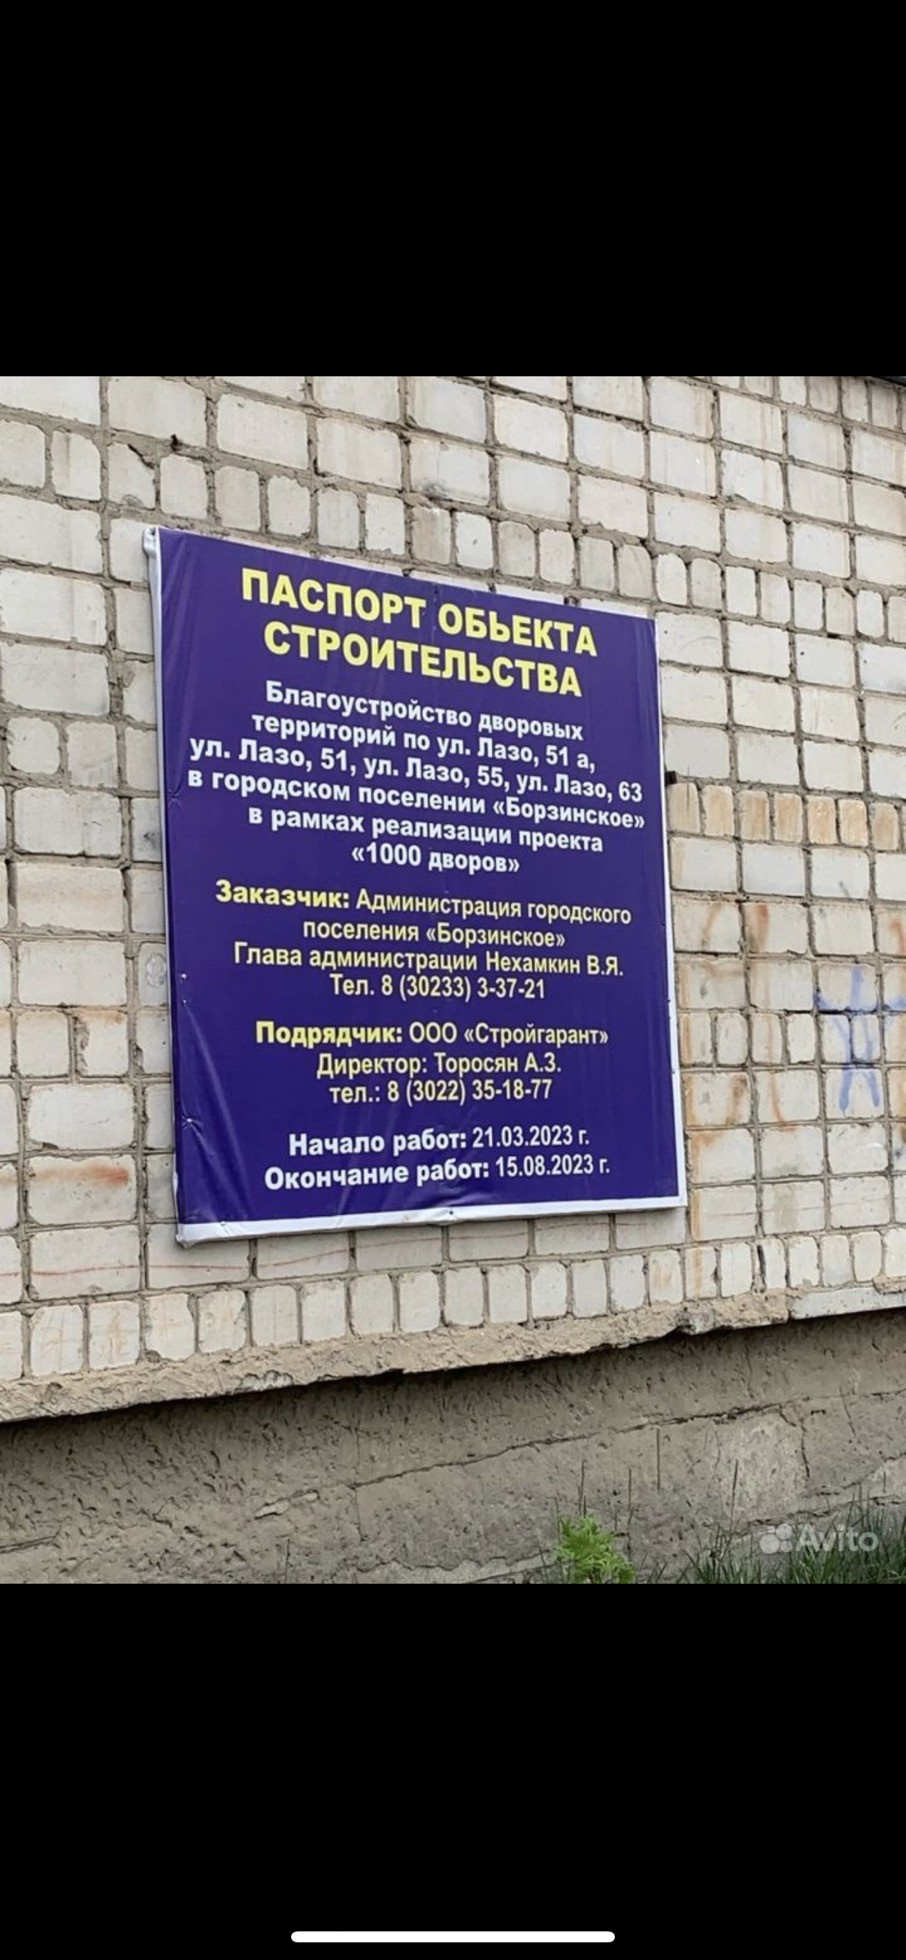 ПАСПОРТ ОБЬЕКТА
СТРОИТЕЛЬСТВА
Благоустройство дворовых
территорий по ул. Лазо, 51 а,
ул. Лазо, 51, ул. Лазо, 55, ул. Лазо, 63
в городском поселении «Борзинское»
в рамках реализации проекта
«1000 дворов»
Заказчик: Администрация городского
поселения «Борзинское»
Глава администрации Нехамкин В.Я.
Тел. 8 (30233) 3-37-21
Подрядчик: ООО «Стройгарант»
Директор: Торосян А.З.
тел.: 8 (3022) 35-18-77
Начало работ: 21.03.2023 г.
Окончание работ: 15.08.2023 г.
Avito